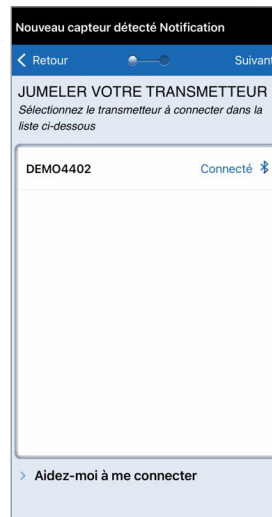 Nouveau capteur détecté Notification
Retour Suivant
JUMELER VOTRE TRANSMETTEUR
Sélectionnez le transmetteur à connecter dans la
liste ci-dessous
DEMO4402 Connecté
Aidez-moi à me connecter